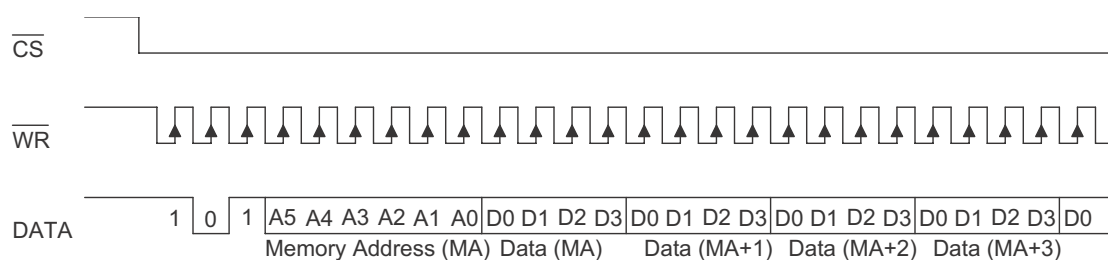 CS
WR
DATA 1 0 1 A5 A4 A3 A2 A1 A0 D0 D1 D2 D3 D0 D1 D2 D3 D0 D1 D2 D3 D0 D1 D2 D3 D0
Memory Address (MA) Data (MA) Data (MA+1) Data (MA+2) Data (MA+3)